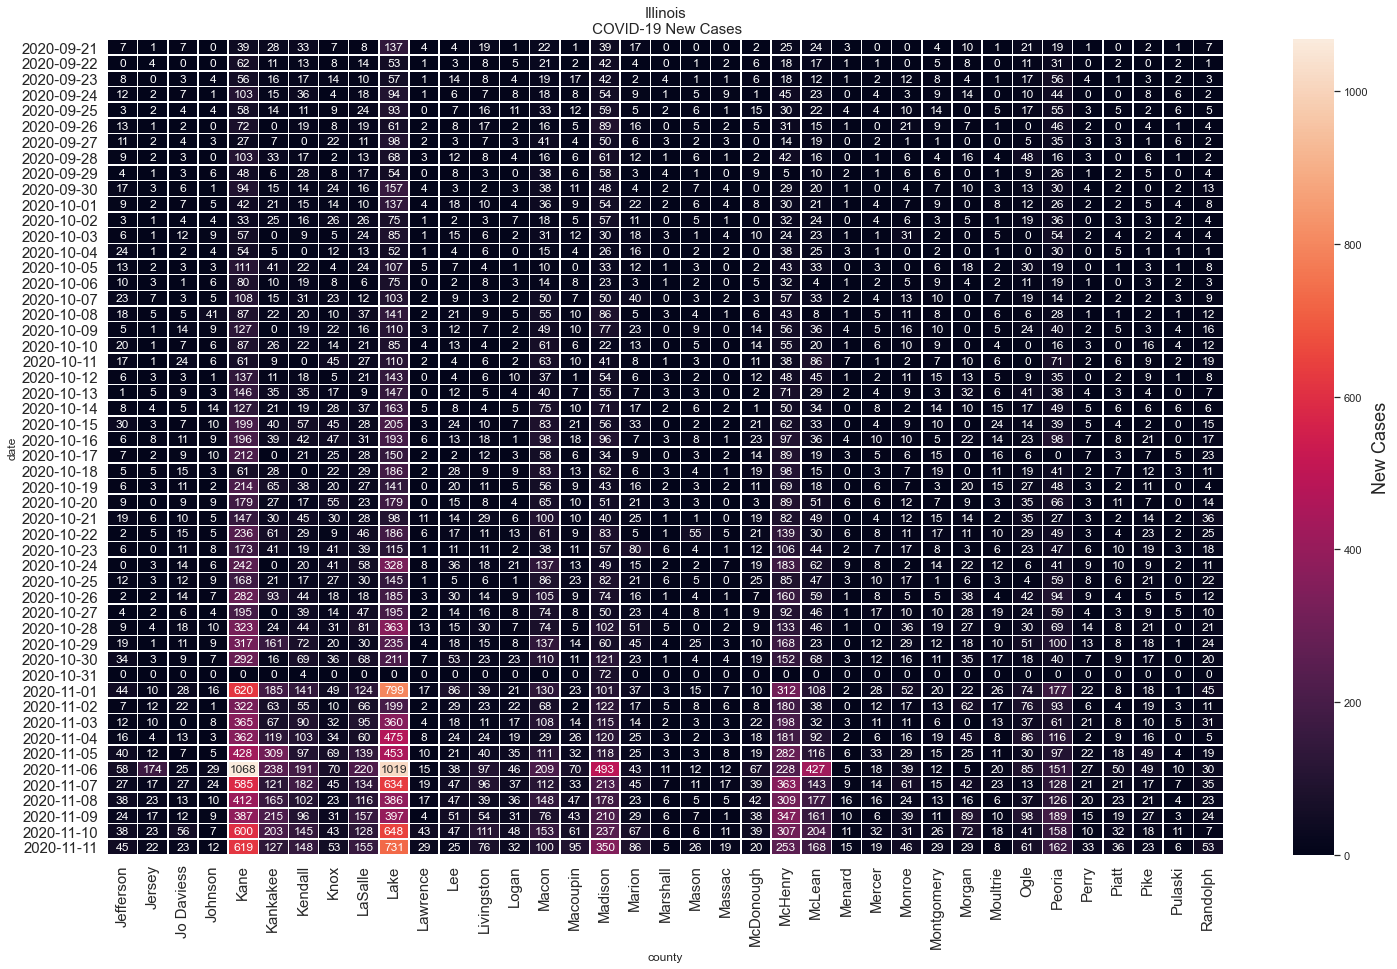 Illinois
COVID-19 New Cases
2020-09-21 7 1 7 0 39 28 33 7 8 137 4 4 19 1 22 1 39 17 0 0 0 2 25 24 3 0 0 4 10 1 21 19 1 0 2 1 7
2020-09-22 0 4 0 0 62 11 13 8 14 53 1 3 8 5 21 2 42 4 0 1 2 6 18 17 1 1 0 5 8 0 11 31 0 2 0 2 1
2020-09-23 8 0 3 4 56 16 17 14 10 57 1 14 8 4 19 17 42 2 4 1 1 6 18 12 1 2 12 8 4 9 17 56 2 4 1 3 2 3
2020-09-24 12 2 7 1 103 15 36 4 18 94 1 6 7 8 18 8 54 9 1 5 9 1 45 23 0 4 3 9 14 0 10 44 0 0 8 6 2
2020-09-25 3 2 4 4 58 14 11 9 24 93 0 7 16 11 33 12 59 5 2 6 1 15 30 22 4 4 10 14 0 5 17 55 3 5 2 6 5
2020-09-26 13 1 2 0 72 0 19 8 19 61 2 8 17 2 16 5 89 16 0 5 2 5 31 15 1 0 21 9 7 1 0 46 2 0 4 1 4
2020-09-27 11 2 4 3 27 7 0 22 11 98 2 3 7 3 41 4 50 6 3 2 3 0 14 19 0 2 1 1 0 0 5 35 3 3 1 6 2
2020-09-28 9 2 3 0 103 33 17 2 13 68 3 12 8 4 16 6 61 12 1 6 1 2 42 16 0 1 6 4 16 4 48 16 3 0 6 1 2
2020-09-29 4 1 3 6 48 6 28 8 17 54 0 8 3 0 38 6 58 3 4 1 0 9 5 10 2 1 6 6 0 1 9 26 1 2 5 0 4
2020-09-30 17 3 6 1 94 15 14 24 16 157 4 3 2 3 38 11 48 4 2 7 4 0 29 20 1 0 4 7 10 3 13 30 4 2 0 2 13
2020-10-01 9 2 7 5 42 21 15 14 10 137 4 18 10 4 36 9 54 22 2 6 4 8 30 21 1 4 7 9 0 8 12 26 2 2 5 4 8
2020-10-02 3 1 4 4 33 25 16 26 26 75 1 2 3 7 18 5 57 11 0 5 1 0 32 24 0 4 6 3 5 1 19 36 0 3 3 2 4
2020-10-03 6 1 12 9 57 0 9 5 24 85 1 15 6 2 31 12 30 18 3 1 4 10 24 23 1 1 31 2 0 5 0 54 2 4 2 4 4
2020-10-04 24 1 2 4 54 5 0 12 13 52 1 4 6 0 15 4 26 16 0 0 2 0 38 25 3 1 0 2 0 1 0 30 0 5 1 1 1
2020-10-05 13 2 3 3 111 41 22 4 24 107 5 7 4 1 10 0 33 12 1 3 0 2 43 33 0 3 0 6 18 2 30 19 0 1 3 1 8
2020-10-06 10 3 1 6 80 10 19 8 6 75 0 2 8 3 14 8 23 3 1 2 0 5 32 4 1 2 5 9 4 2 11 19 1 0 3 2 3
2020-10-07 23 7 3 5 108 15 31 23 12 103 2 9 3 2 50 7 50 40 0 3 2 3 57 33 2 4 13 10 0 7 19 14 2 2 2 3 9
2020-10-08 18 5 5 41 87 22 20 10 37 141 2 21 9 5 55 10 86 5 3 4 1 6 43 8 1 5 11 8 0 6 6 28 1 1 2 1 12
2020-10-09 5 1 14 9 127 0 19 22 16 110 3 12 7 2 49 10 77 23 0 9 0 14 56 36 4 5 16 10 0 5 24 40 2 5 3 4 16
2020-10-10 20 1 7 6 87 26 22 14 21 85 4 13 4 2 61 6 22 13 0 5 0 14 55 20 1 6 10 9 0 4 0 16 3 0 16 4 12
2020-10-11 17 1 24 6 61 9 0 45 27 110 2 4 6 2 63 10 41 8 1 3 0 11 38 86 7 1 2 7 10 6 0 71 2 6 9 2 19
2020-10-12 6 3 3 1 137 11 18 5 21 143 0 4 6 10 37 1 54 6 3 2 0 12 48 45 1 2 11 15 13 5 9 35 0 2 9 1 8
2020-10-13 1 5 9 3 146 35 35 17 9 147 0 12 5 4 40 7 55 7 3 3 0 2 71 29 2 4 9 3 32 6 41 38 4 3 4 0 7
2020-10-14 8 4 5 14 127 21 19 28 37 163 5 8 4 5 75 10 71 17 2 6 2 1 50 34 0 8 2 14 10 15 17 49 5 6 6 6 6
2020-10-15 30 3 7 10 199 40 57 45 28 205 3 24 10 7 83 21 56 33 0 2 2 21 62 33 0 4 9 10 0 24 14 39 5 4 2 0 15
2020-10-16 6 8 11 9 196 39 42 47 31 193 6 13 18 1 98 18 96 7 3 8 1 23 97 36 4 10 10 5 22 14 23 98 7 8 21 0 17
2020-10-17 7 2 9 10 212 0 21 25 28 150 2 2 12 3 58 6 34 9 0 3 2 14 89 19 3 5 6 15 0 16 6 0 7 3 7 5 23
2020-10-18 5 5 15 3 61 28 0 22 29 186 2 28 9 9 83 13 62 6 3 4 1 19 98 15 0 3 7 19 0 11 19 41 2 7 12 3 11
2020-10-19 6 3 11 2 214 65 38 20 27 141 0 20 11 5 56 9 43 16 2 3 2 11 69 18 0 6 7 3 20 15 27 48 3 2 11 0 4
2020-10-20 9 0 9 9 179 27 17 55 23 179 0 15 8 4 65 10 51 21 3 3 0 3 89 51 6 6 12 7 9 3 35 66 3 11 7 0 14
2020-10-21 19 6 10 5 147 30 45 30 28 98 11 14 29 6 100 10 40 25 1 1 0 19 82 49 0 4 12 15 14 2 35 27 3 2 14 2 36
2020-10-22 2 5 15 5 236 61 29 9 46 186 6 17 11 9 61 9 83 5 1 55 5 21 139 30 6 8 11 17 11 10 29 49 3 4 23 2 25
2020-10-23 6 0 11 8 173 41 19 41 39 115 1 11 11 2 38 11 57 80 6 4 1 12 106 44 2 7 17 8 3 6 23 47 6 10 19 3 18
2020-10-24 0 3 14 6 242 0 20 41 58 328 8 36 18 21 137 13 49 15 2 2 7 19 183 62 9 8 2 14 22 12 6 41 9 10 9 2 11
2020-10-25 12 3 12 9 168 21 17 27 30 145 1 5 6 1 86 23 82 21 6 5 0 25 85 47 3 10 17 1 6 3 4 59 8 6 21 0 22
2020-10-26 2 2 14 7 282 93 44 18 18 185 3 30 14 9 105 9 74 16 1 4 1 7 160 59 1 8 5 5 38 4 42 94 9 4 5 5 12
2020-10-27 4 2 6 4 195 0 39 14 47 195 2 14 16 8 74 8 50 23 4 8 1 9 92 46 1 17 10 10 28 19 24 59 4 3 9 5 10
2020-10-28 9 4 18 10 323 24 44 31 81 363 13 15 30 7 74 5 102 51 5 0 2 9 133 46 1 0 36 19 27 9 30 69 14 8 21 0 21
2020-10-29 19 1 11 9 317 161 72 20 30 235 4 18 15 8 137 14 60 45 4 25 3 10 168 23 0 12 29 12 18 10 51 100 13 8 18 1 24
2020-10-30 34 3 9 7 292 16 69 36 68 211 7 53 23 23 110 11 121 23 1 4 4 19 152 68 3 12 16 11 35 17 18 40 7 9 17 0 20
2020-10-31 0 0 0 0 0 0 4 0 0 0 0 0 0 0 0 0 72 0 0 0 0 0 0 0 0 0 0 0 0 0 0 0 0 0 0 0 0
2020-11-01 44 10 28 16 620 185 141 49 124 799 17 86 39 21 130 23 101 37 3 15 7 10 312 108 2 28 52 20 22 26 74 177 22 8 18 1 45
2020-11-02 7 12 22 1 322 63 55 10 66 199 2 29 23 22 68 2 122 17 5 8 6 8 180 38 0 12 17 13 62 17 76 93 6 4 19 3 11
2020-11-03 12 10 0 8 365 67 90 32 95 360 4 18 11 17 108 14 115 14 2 3 3 22 198 32 3 11 11 6 0 13 37 61 21 8 10 5 31
2020-11-04 16 4 13 3 362 119 103 34 60 475 8 24 24 19 29 26 120 25 3 2 3 18 181 92 2 6 16 19 45 8 86 116 2 9 16 0 5
2020-11-05 40 12 7 5 428 309 97 69 139 453 10 21 40 35 111 32 118 25 3 3 8 19 282 116 6 33 29 15 25 11 30 97 22 18 49 4 19
2020-11-06 58 174 25 29 1068 238 191 70 220 1019 15 38 97 46 209 70 493 43 11 12 12 67 228 427 5 18 39 12 5 20 85 151 27 50 49 10 30
2020-11-07 27 17 27 24 585 121 182 45 134 634 19 47 96 37 112 33 213 45 7 11 17 39 363 143 9 14 61 15 42 23 13 128 21 21 17 7 35
2020-11-08 38 23 13 10 412 165 102 23 116 386 17 47 39 36 148 47 178 23 6 5 5 42 309 177 16 16 24 13 16 6 37 126 20 23 21 4 23
2020-11-09 24 17 12 9 387 215 96 31 157 397 4 51 54 31 76 43 210 29 6 7 1 38 347 161 10 6 39 11 89 10 98 189 15 19 27 3 24
2020-11-10 38 23 56 7 600 203 145 43 128 648 43 47 111 48 153 61 237 67 6 6 11 39 307 204 11 32 31 26 72 18 41 158 10 32 18 11 7
2020-11-11 45 22 23 12 619 127 148 53 155 731 29 25 76 32 100 95 350 86 5 26 19 20 253 168 15 19 46 29 29 8 61 162 33 36 23 6 53
Jefferson Jersey Jo Daviess Johnson Kane Kankakee Kendall Knox LaSalle Lake Lawrence Lee Livingston Logan Macon Macoupin Madison Marion Marshall Mason Massac McDonough McHenry McLean Menard Mercer Monroe Montgomery Morgan Moultrie Ogle Peoria Perry Piatt Pike Pulaski Randolph
county
date
1000
800
600
400
200
0
New Cases